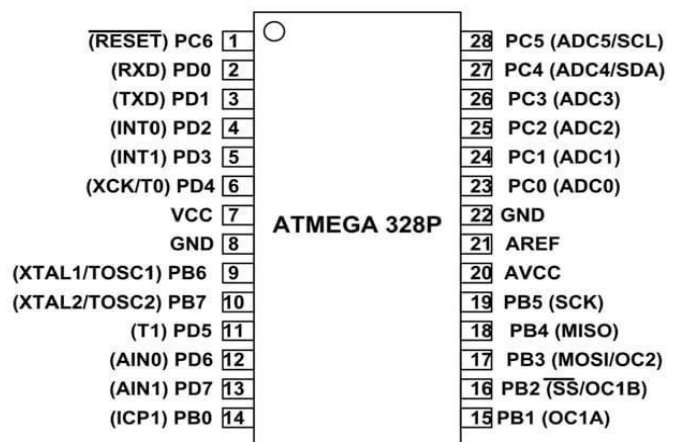 (RESET) PC6 1
(RXD) PD0 2
(TXD) PD1 3
(INT0) PD2 4
(INT1) PD3 5
(XCK/T0) PD4 6
VCC 7
GND 8
(XTAL1/TOSC1) PB6 9
(XTAL2/TOSC2) PB7 10
(T1) PD5 11
(AIN0) PD6 12
(AIN1) PD7 13
(ICP1) PB0 14
ATMEGA 328P
28 PC5 (ADC5/SCL)
27 PC4 (ADC4/SDA)
26 PC3 (ADC3)
25 PC2 (ADC2)
24 PC1 (ADC1)
23 PC0 (ADC0)
22 GND
21 AREF
20 AVCC
19 PB5 (SCK)
18 PB4 (MISO)
17 PB3 (MOSI/OC2)
16 PB2 (SS/OC1B)
15 PB1 (OC1A)